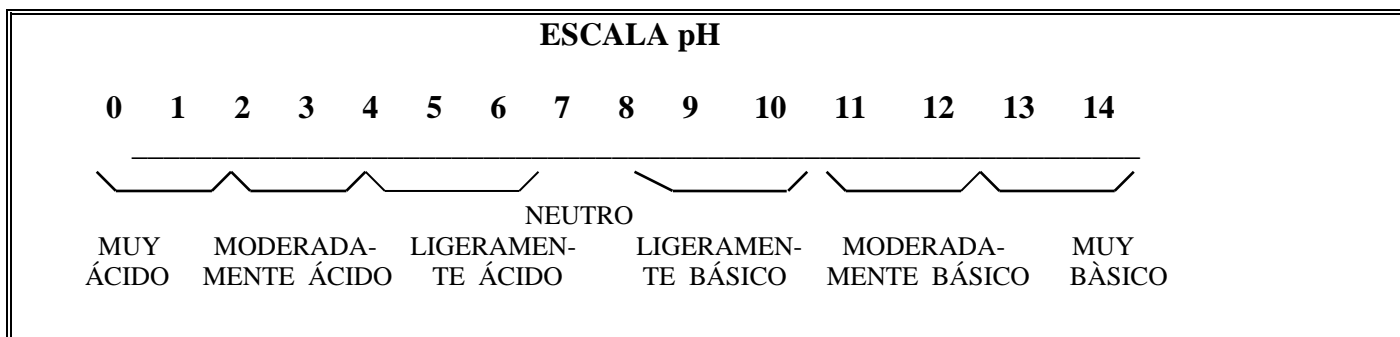 ESCALA pH
0 1 2 3 4 5 6 7 8 9 10 11 12 13 14
NEUTRO
MUY MODERADA- LIGERAMEN- LIGERAMEN- MODERADA- MUY
ÁCIDO MENTE ÁCIDO TE ÁCIDO TE BÁSICO MENTE BÁSICO BÀSICO